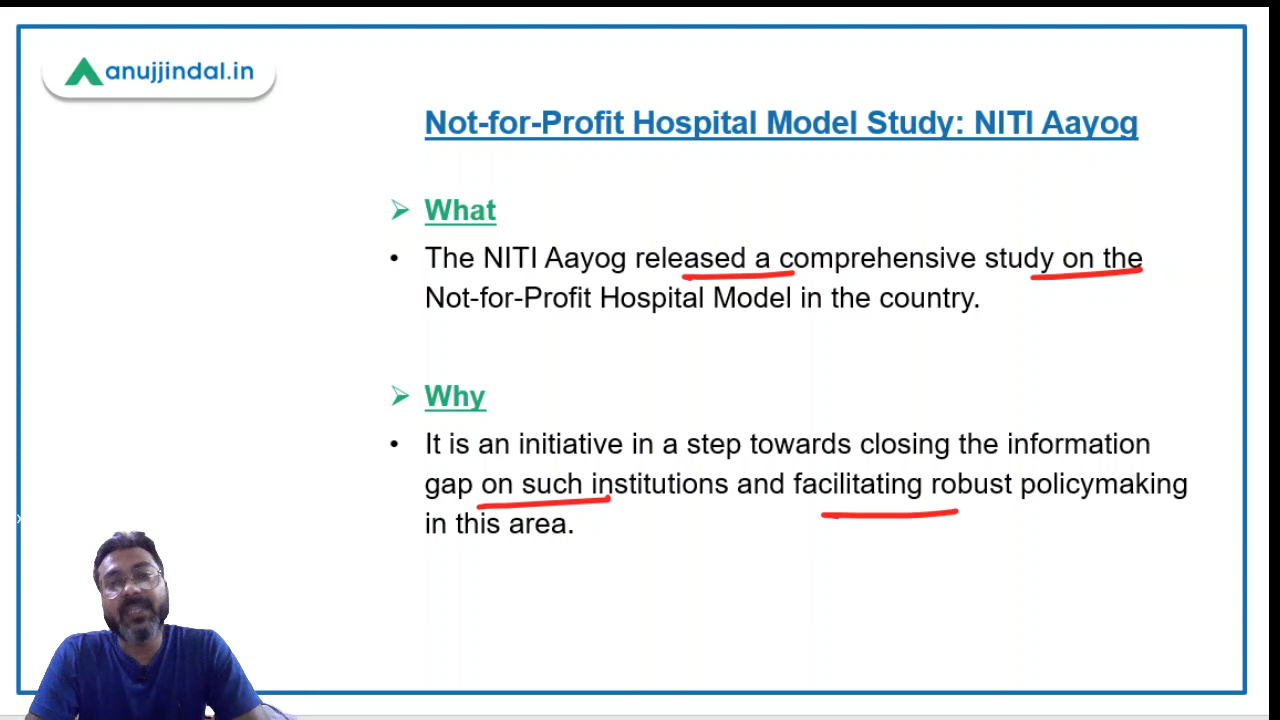 anujjindal.in
Not-for-Profit Hospital Model Study: NITI Aayog
What
The NITI Aayog released a comprehensive study on the
Not-for-Profit Hospital Model in the country.
Why
It is an initiative in a step towards closing the information
gap on such institutions and facilitating robust policymaking
in this area.